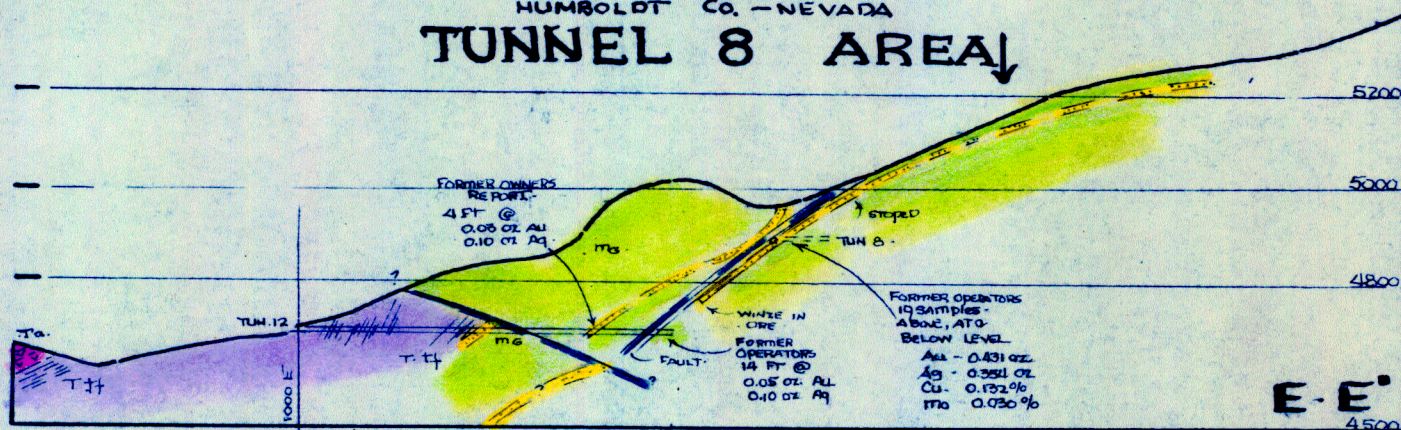 HUMBOLDT CO. - NEVADA
TUNNEL 8 AREA
5200
5000
4800
4500
FORMER OWNERS
REPORT-
4 FT @
0.03 OZ AU
0.10 OZ Ag
mG
STOPED
TUN 8
?
TUN. 12
Ta.
Tff
Tff
mG
1000 E
WINZE IN
ORE
FAULT
FORMER
OPERATORS
14 FT @
0.05 OZ. AU
0.10 OZ Ag
FORMER OPERATORS
19 SAMPLES-
ABOVE, AT &
BELOW LEVEL
Au - 0.431 OZ
Ag - 0.354 OZ
Cu - 0.132%
mo 0.030%
?
?
E-E'